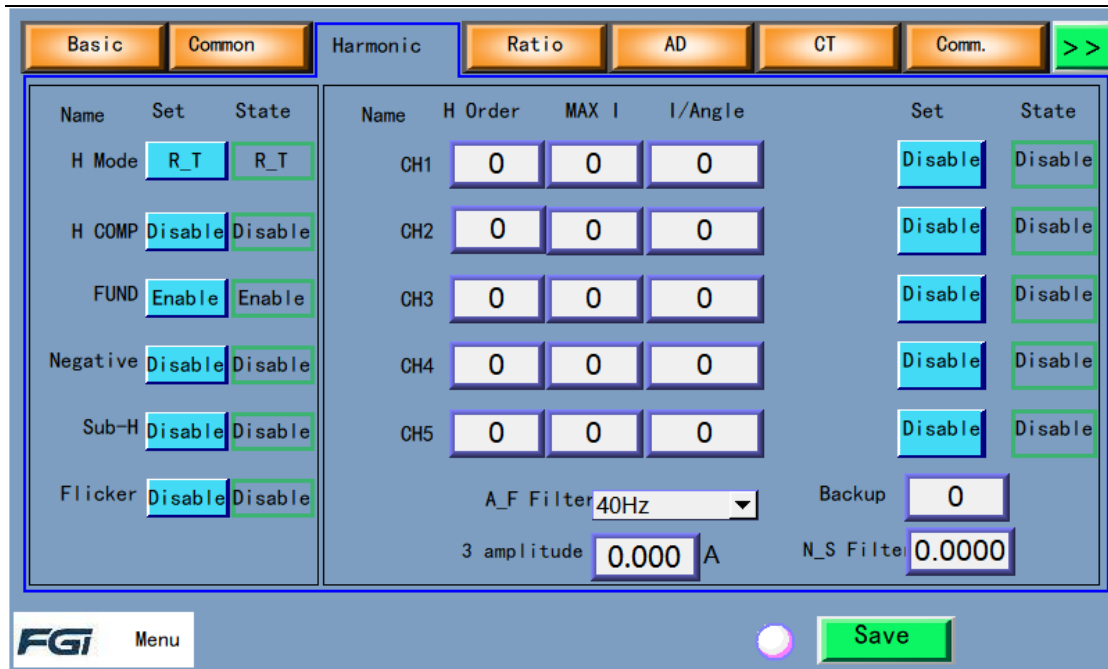 Basic Common Harmonic Ratio AD CT Comm. >>
Name Set State Name H Order MAX I I/Angle Set State
H Mode R_T R_T CH1 0 0 0 Disable Disable
H COMP Disable Disable CH2 0 0 0 Disable Disable
FUND Enable Enable CH3 0 0 0 Disable Disable
Negative Disable Disable CH4 0 0 0 Disable Disable
Sub-H Disable Disable CH5 0 0 0 Disable Disable
Flicker Disable Disable A_F Filter 40Hz Backup 0
3 amplitude 0.000 A N_S Filte 0.0000
FGI Menu Save